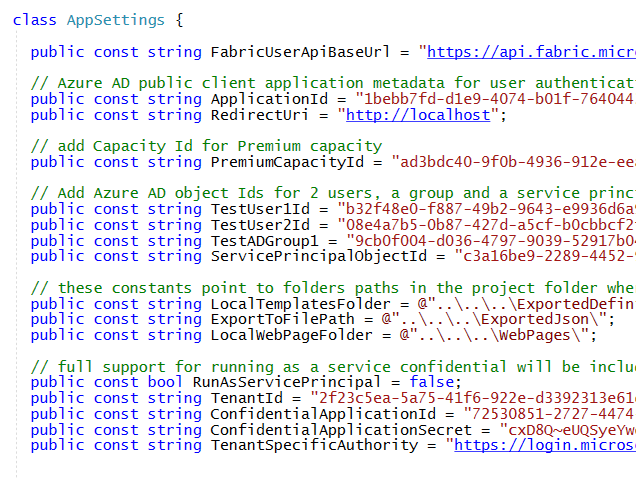 class AppSettings {
public const string FabricUserApiBaseUrl = "https://api.fabric.micr
// Azure AD public client application metadata for user authenticati
public const string ApplicationId = "1bebb7fd-d1e9-4074-b01f-764044
public const string RedirectUri = "http://localhost";
// add Capacity Id for Premium capacity
public const string PremiumCapacityId = "ad3bdc40-9f0b-4936-912e-ee
// Add Azure AD object Ids for 2 users, a group and a service princ
public const string TestUser1Id = "b32f48e0-f887-49b2-9643-e9936d6a
public const string TestUser2Id = "08e4a7b5-0b87-427d-a5cf-b0cbbcf2
public const string TestADGroup1 = "9cb0f004-d036-4797-9039-52917b0
public const string ServicePrincipalObjectId = "c3a16be9-2289-4452-
// these constants point to folders paths in the project folder whe
public const string LocalTemplatesFolder = @"..\..\..\ExportedDefin
public const string ExportToFilePath = @"..\..\..\ExportedJson\";
public const string LocalWebPageFolder = @"..\..\..\WebPages\";
// full support for running as a service confidential will be inclu
public const bool RunAsServicePrincipal = false;
public const string TenantId = "2f23c5ea-5a75-41f6-922e-d3392313e61
public const string ConfidentialApplicationId = "72530851-2727-4474
public const string ConfidentialApplicationSecret = "cxD8Q~eUQSyeYw
public const string TenantSpecificAuthority = "https://login.micros